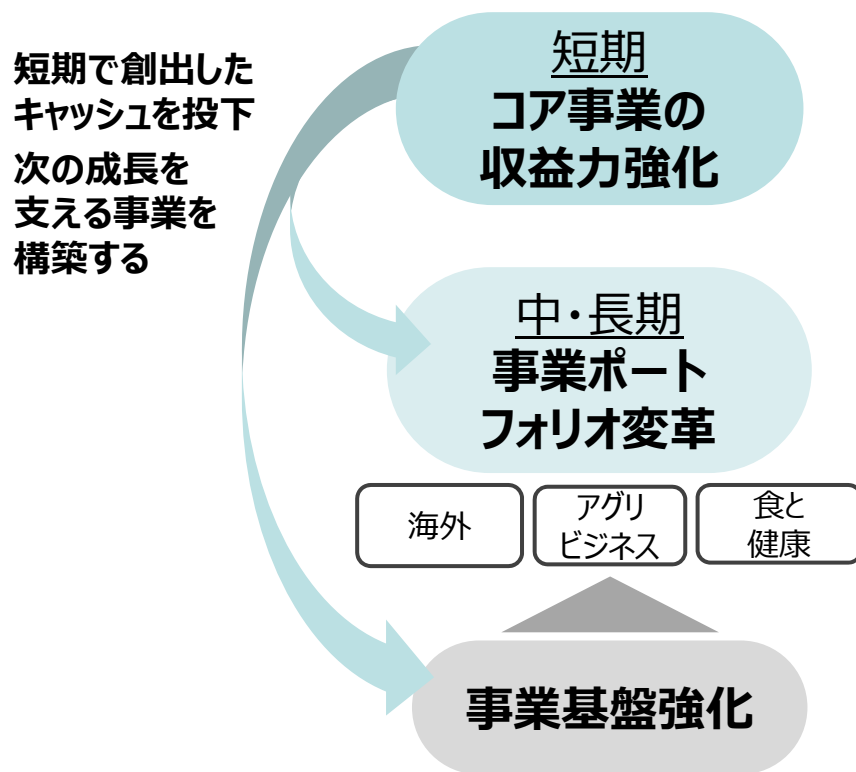 短期で創出した
キャッシュを投下
次の成長を
支える事業を
構築する
短期
コア事業の
収益力強化
中・長期
事業ポート
フォリオ変革
海外
アグリ
ビジネス
食と
健康
事業基盤強化